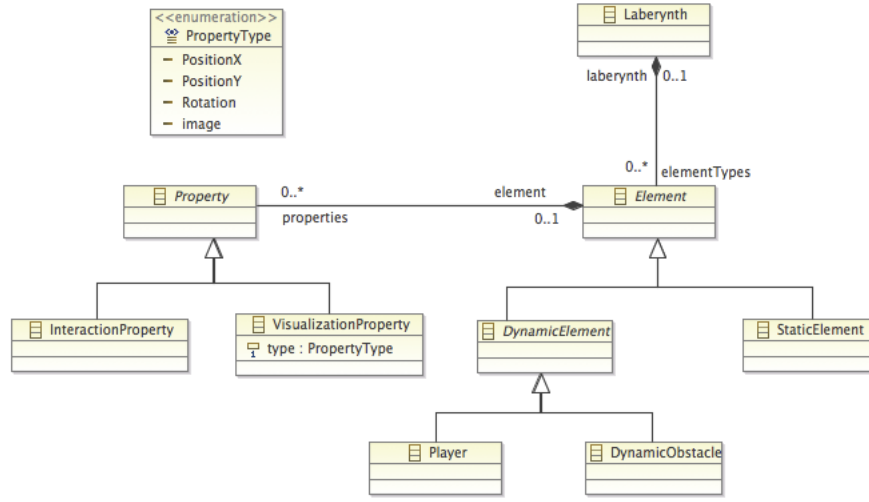 <<enumeration>>
PropertyType
PositionX
PositionY
Rotation
image
Laberynth
laberynth
0..1
0..*
elementTypes
Property
0..*
properties
element
0..1
Element
InteractionProperty
VisualizationProperty
1
type : PropertyType
DynamicElement
StaticElement
Player
DynamicObstacle